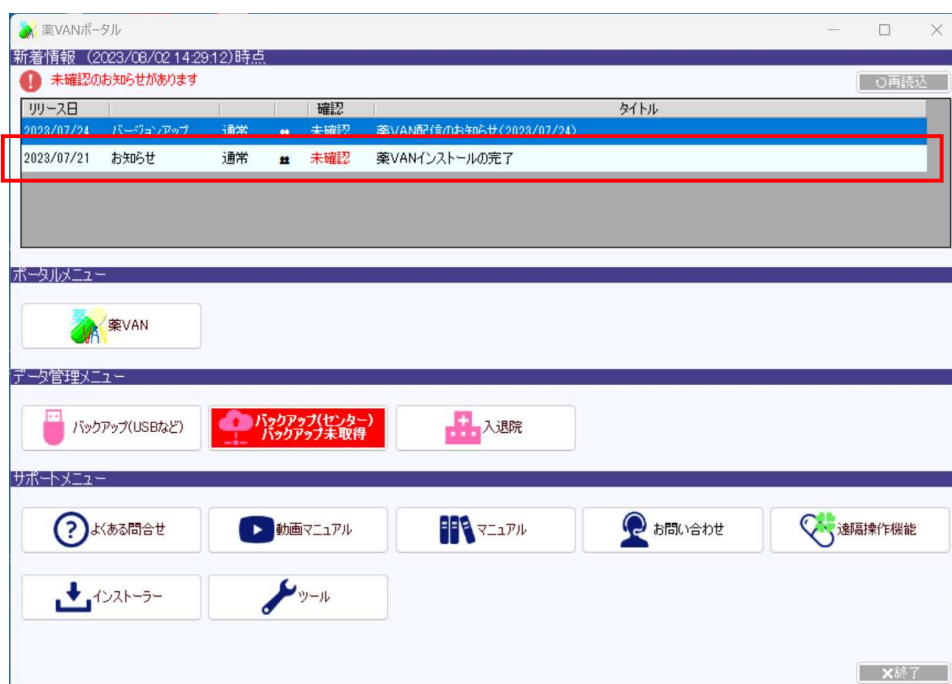 薬VANポータル
新着情報 (2023/08/02 14:29:12)時点
未確認のお知らせがあります
再読込
リリース日 確認 タイトル
2023/07/24 バージョンアップ 通常 未確認 薬VAN配信のお知らせ(2023/07/24)
2023/07/21 お知らせ 通常 未確認 薬VANインストールの完了
ポータルメニュー
薬VAN
データ管理メニュー
バックアップ(USBなど)
バックアップ(センター)
バックアップ未取得
入退院
サポートメニュー
よくある問合せ
動画マニュアル
マニュアル
お問い合わせ
遠隔操作機能
インストーラー
ツール
終了